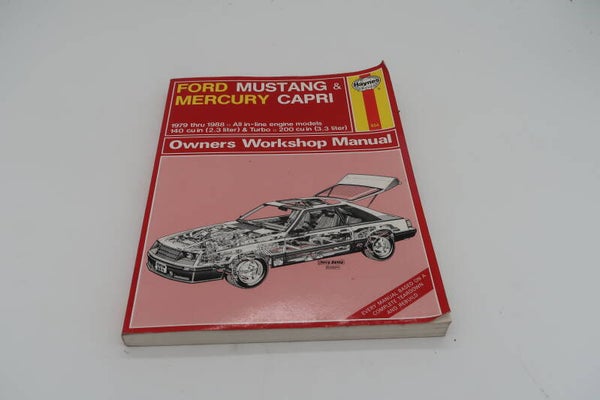 FORD MUSTANG &
MERCURY CAPRI
Haynes
1979 thru 1988 - All in-line engine models
140 cu in (2.3 liter) & Turbo - 200 cu in (3.3 liter)
Owners Workshop Manual
EVERY MANUAL BASED ON A
COMPLETE TEARDOWN
AND REBUILD